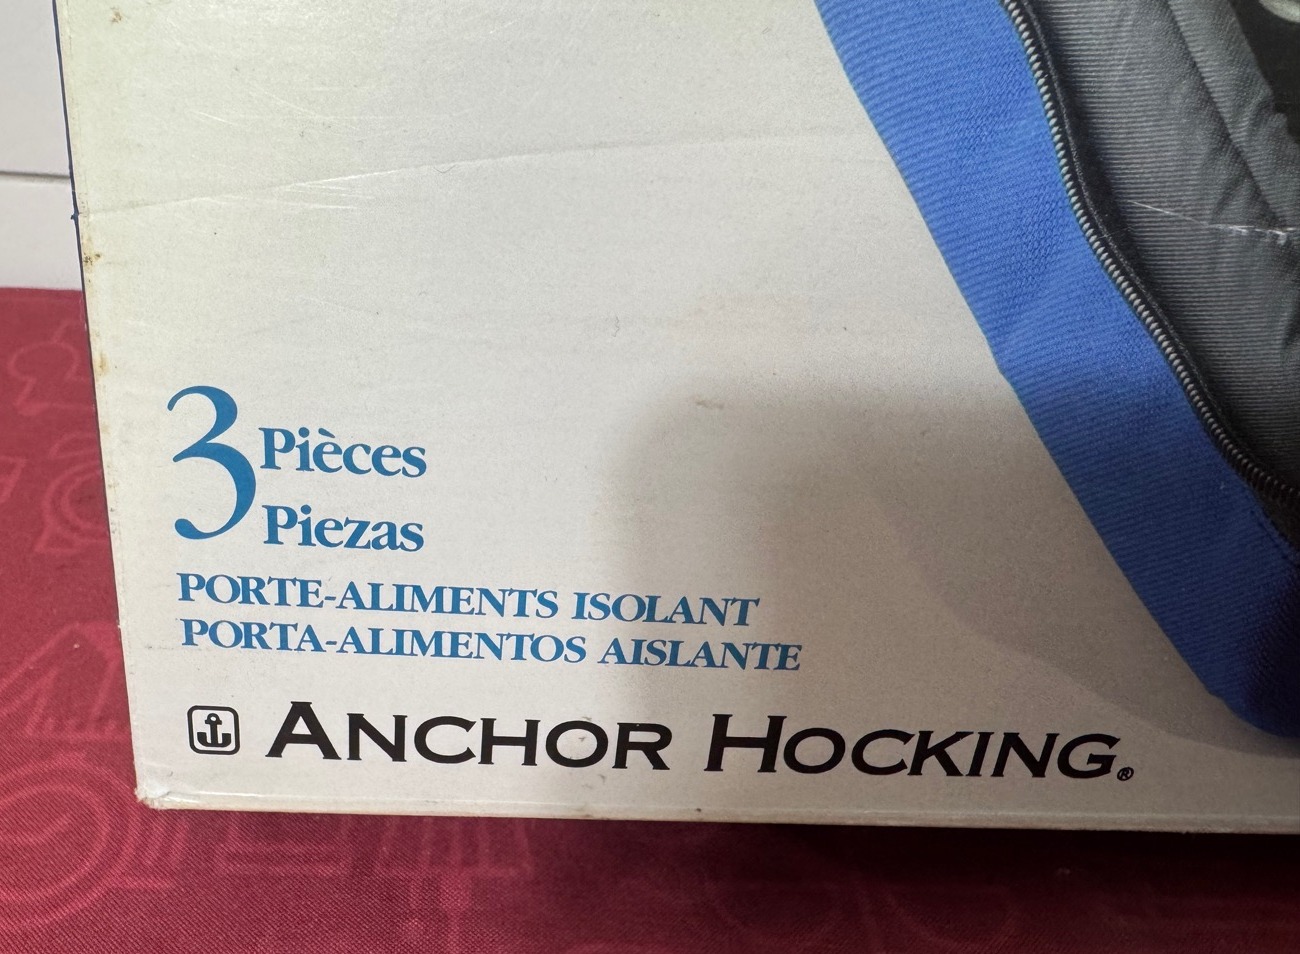 3 Pièces
Piezas
PORTE-ALIMENTS ISOLANT
PORTA-ALIMENTOS AISLANTE
ANCHOR HOCKING®